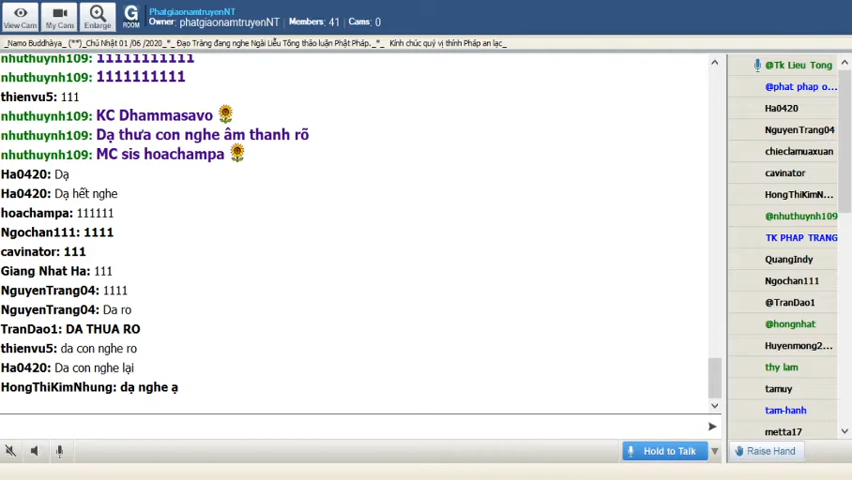 View Cam
My Cam
Enlarge
G
ROOM
PhatgiaonamtruyenNT
Owner: phatgiaonamtruyenNT
Members: 41
Cams: 0
_Namo Buddhàya_ (**)_Chủ Nhật 01 /06 /2020_*_ Đạo Tràng đang nghe Ngài Liễu Tông thảo luận Phật Pháp._*_ Kính chúc quý vị thính Pháp an lạc_
nhuthuynh109: 11111111111
nhuthuynh109: 1111111111
thienvu5: 111
nhuthuynh109: KC Dhammasavo
nhuthuynh109: Dạ thưa con nghe âm thanh rõ
nhuthuynh109: MC sis hoachampa
Ha0420: Dạ
Ha0420: Dạ hết nghe
hoachampa: 111111
Ngochan111: 1111
cavinator: 111
Giang Nhat Ha: 111
NguyenTrang04: 1111
NguyenTrang04: Da ro
TranDao1: DA THUA RO
thienvu5: da con nghe ro
Ha0420: Da con nghe lại
HongThiKimNhung: dạ nghe ạ
@Tk Lieu Tong
@phat phap o...
Ha0420
NguyenTrang04
chieclamuaxuan
cavinator
HongThiKimN...
@nhuthuynh109
TK PHAP TRANG
QuangIndy
Ngochan111
@TranDao1
@hongnhat
Huyenmong2...
thy lam
tamuy
tam-hanh
metta17
Hold to Talk
Raise Hand